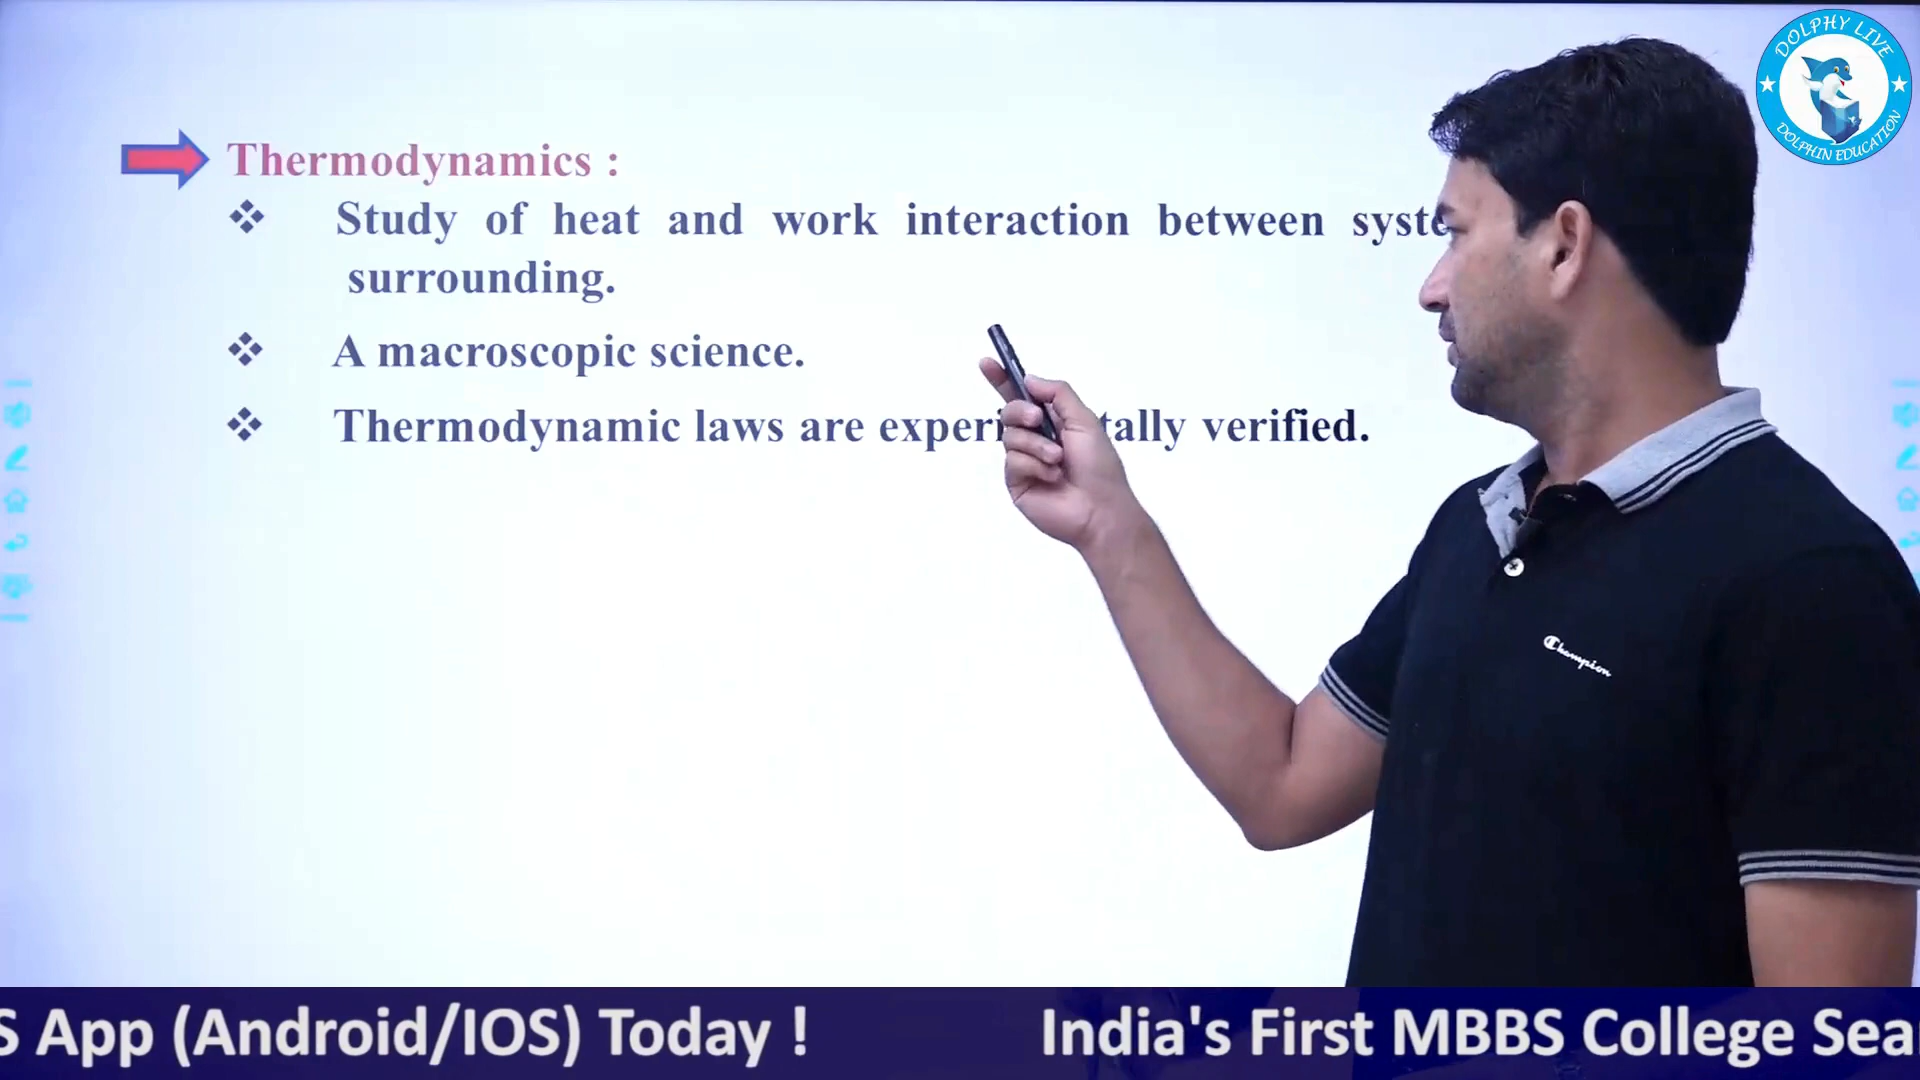 DOLPHY LIVE
DOLPHIN EDUCATION
Thermodynamics :
Study of heat and work interaction between syste
surrounding.
A macroscopic science.
Thermodynamic laws are experi tally verified.
Champion
S App (Android/IOS) Today ! India's First MBBS College Sea